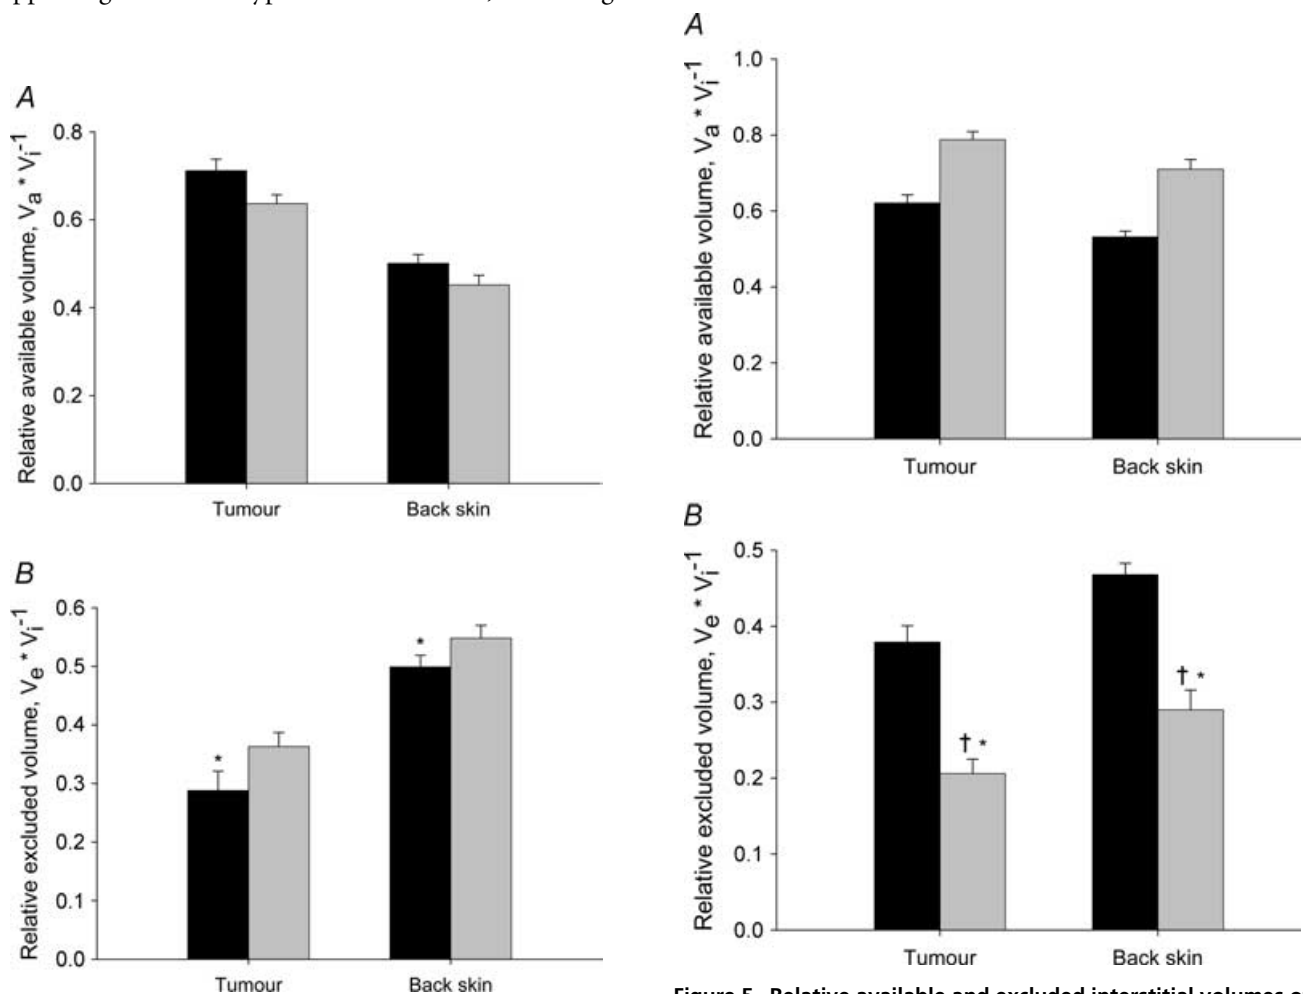 A
Relative available volume, Va * Vi-1
0.8
0.6
0.4
0.2
0.0
Tumour Back skin
B
Relative excluded volume, Ve * Vi-1
0.6
0.5
*
*
0.4
0.3
0.2
0.1
0.0
Tumour Back skin
A
Relative available volume, Va * Vi-1
1.0
0.8
0.6
0.4
0.2
0.0
Tumour Back skin
B
Relative excluded volume, Ve * Vi-1
0.5
0.4
0.3
† *
† *
0.2
0.1
0.0
Tumour Back skin
Figure 5. Relative available and excluded interstitial volumes